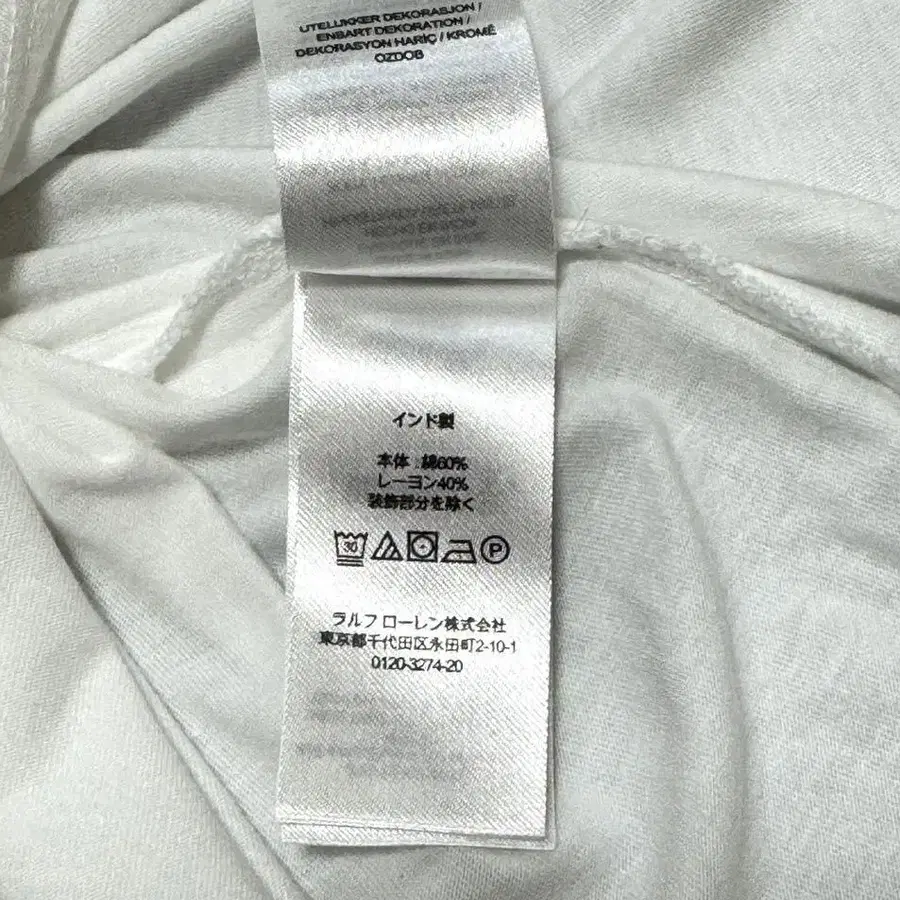 UTELUKKER DEKORASJON /
ENBART DEKORATION /
DEKORASYON HARİÇ / KROMĚ
OZDOB
インド製
本体 : 綿60%
レーヨン40%
装飾部分を除く
30
P
ラルフ ローレン株式会社
東京都千代田区永田町2-10-1
0120-3274-20